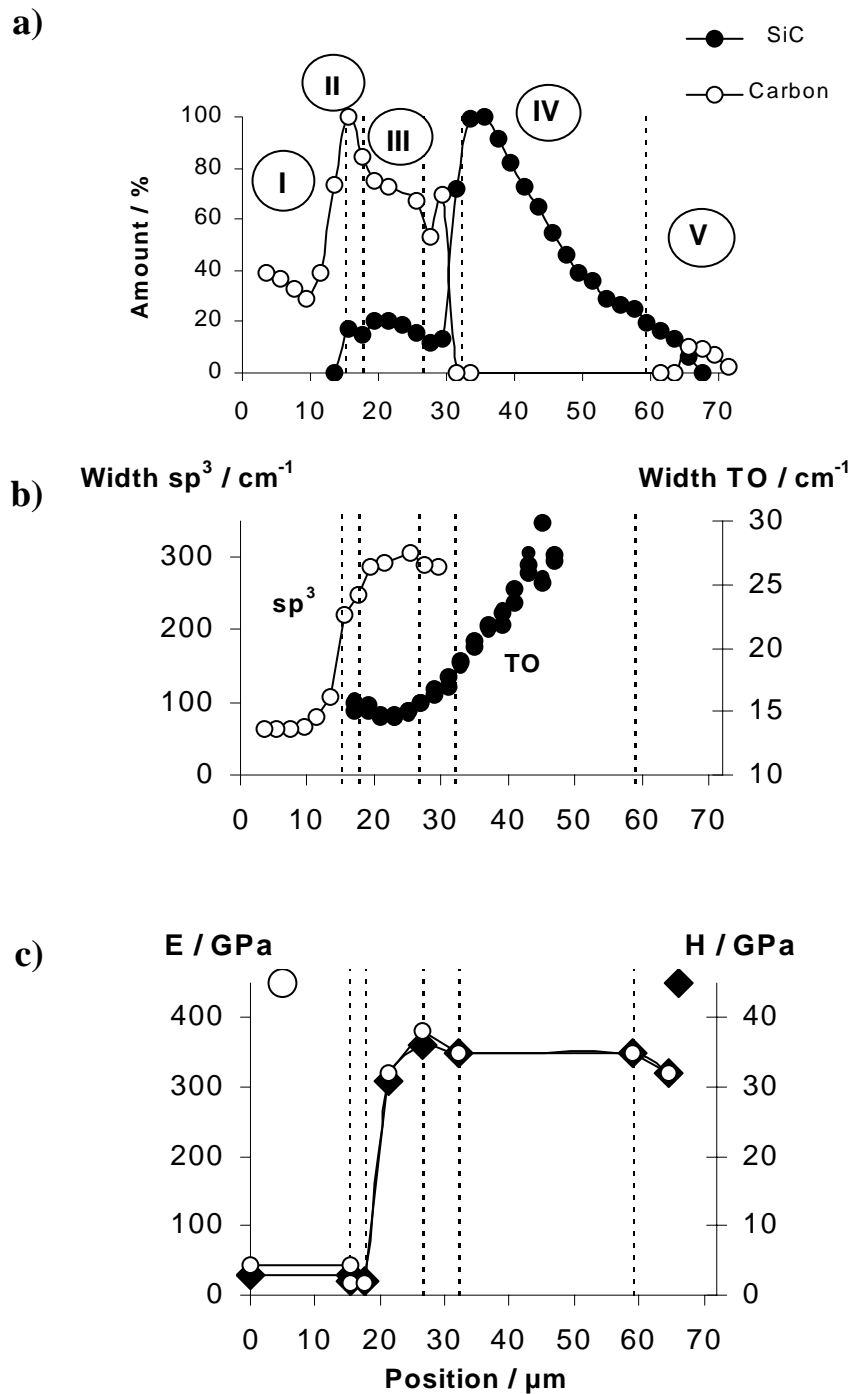 a)
SiC
Carbon
I
II
III
IV
V
Amount / %
100
80
60
40
20
0
0 10 20 30 40 50 60 70
b)
Width sp³ / cm⁻¹
Width TO / cm⁻¹
300
200
100
0
sp³
TO
30
25
20
15
10
0 10 20 30 40 50 60 70
c)
E / GPa
H / GPa
400
300
200
100
0
40
30
20
10
0
0 10 20 30 40 50 60 70
Position / µm